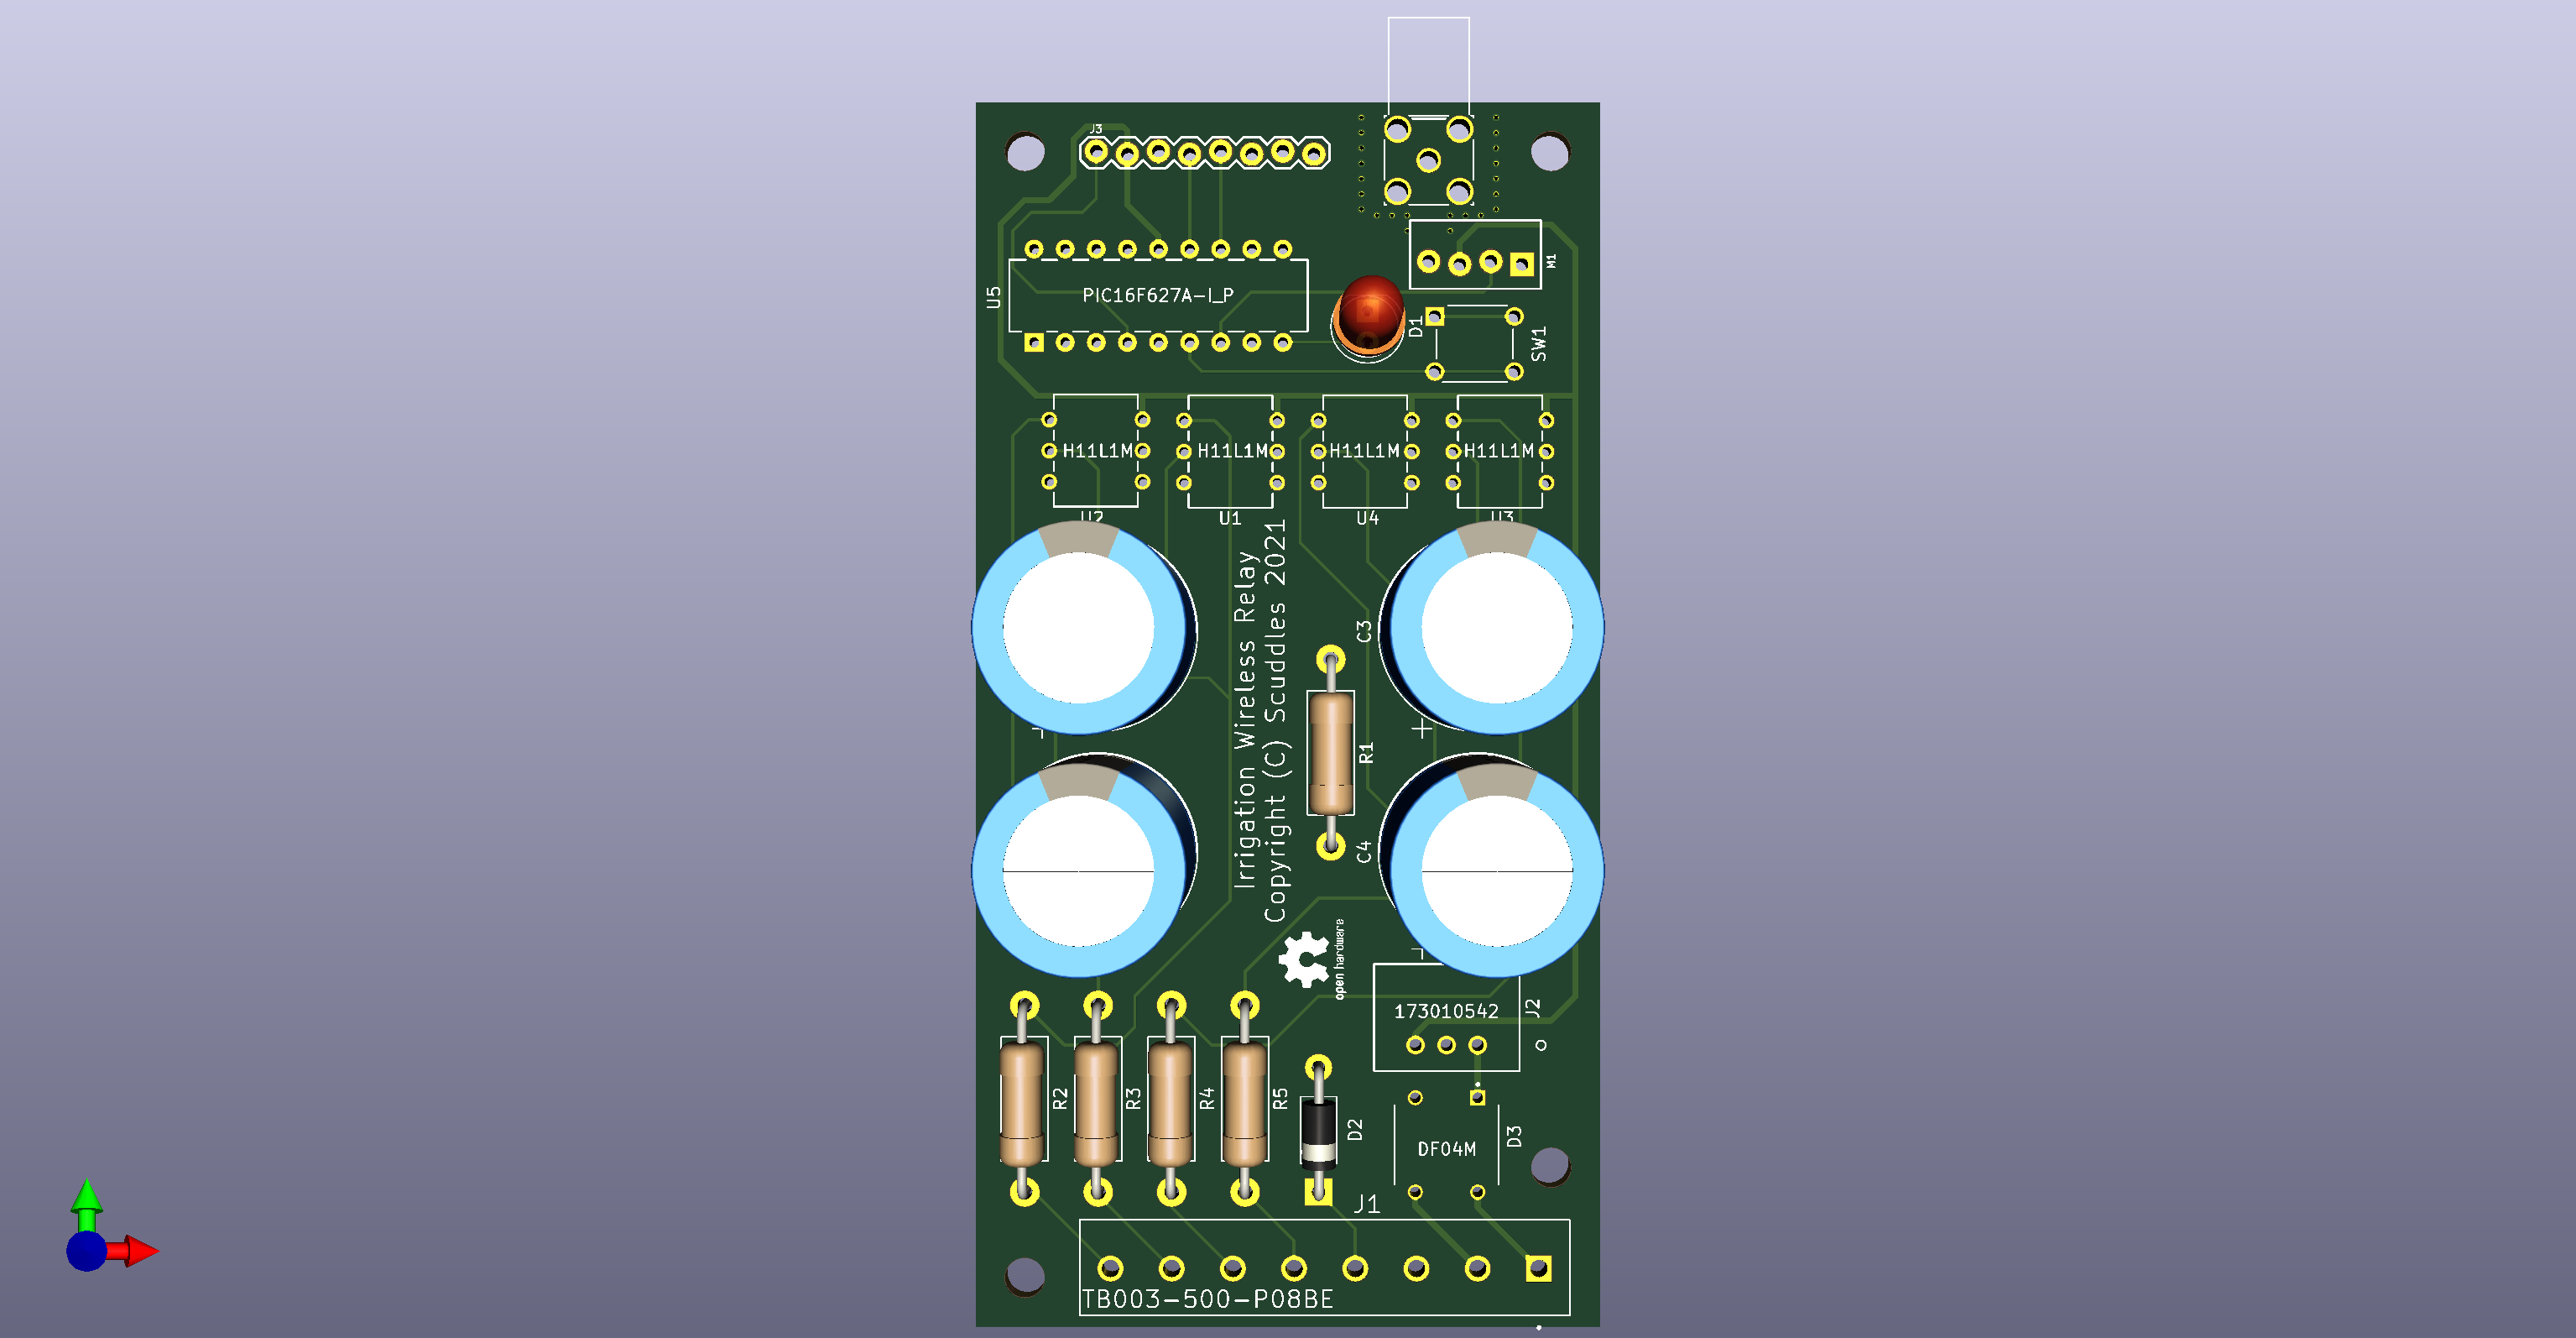 J3
M1
U5
PIC16F627A-I_P
D1
SW1
H11L1M
H11L1M
H11L1M
H11L1M
U2
U1
U4
U3
Irrigation Wireless Relay
Copyright (C) Scuddles 2021
C3
+
R1
C4
open hardware
173010542
J2
R2
R3
R4
R5
D2
DF04M
D3
J1
TB003-500-P08BE